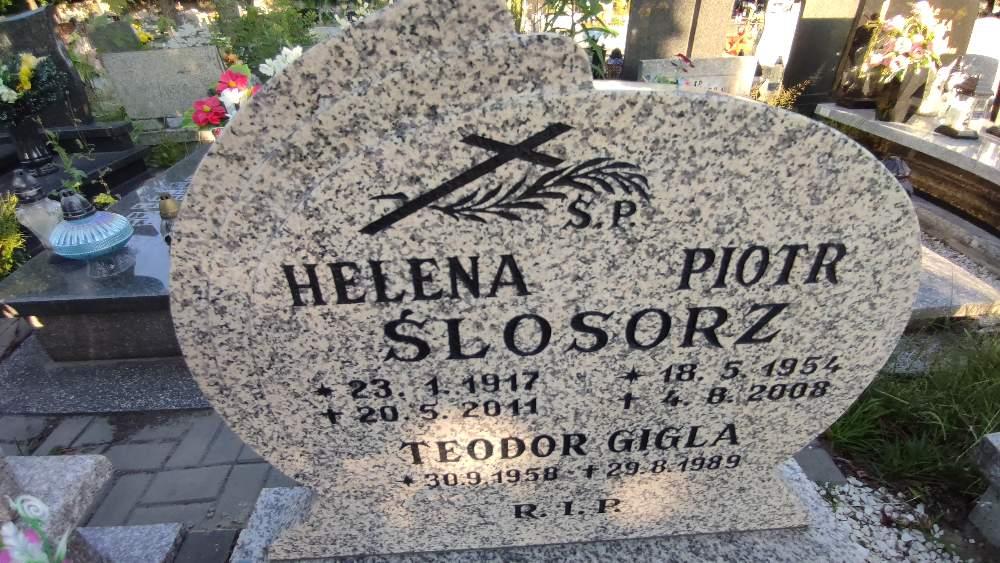 Ś.P.
HELENA PIOTR
ŚLOSORZ
* 23. 1. 1917 * 18. 5. 1954
† 20. 5. 2011 † 4. 8. 2008
TEODOR GIGLA
* 30.9.1958 - † 29.8.1989
R. I. P.